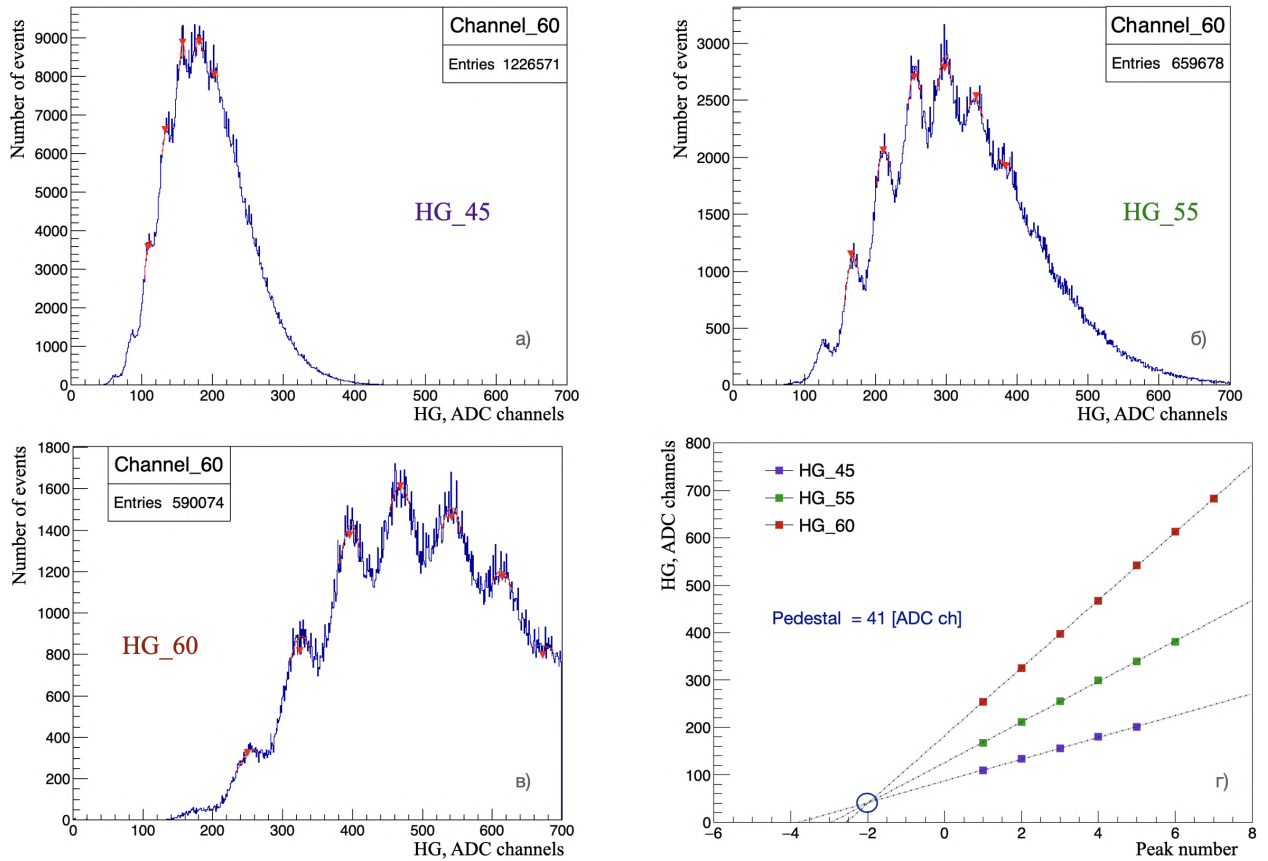 Number of events
9000
8000
7000
6000
5000
4000
3000
2000
1000
0
Channel_60
Entries 1226571
HG_45
а)
0 100 200 300 400 500 600 700
HG, ADC channels
Number of events
3000
2500
2000
1500
1000
500
0
Channel_60
Entries 659678
HG_55
б)
0 100 200 300 400 500 600 700
HG, ADC channels
Number of events
1800
1600
1400
1200
1000
800
600
400
200
0
Channel_60
Entries 590074
HG_60
в)
0 100 200 300 400 500 600 700
HG, ADC channels
HG, ADC channels
800
700
600
500
400
300
200
100
0
HG_45
HG_55
HG_60
Pedestal = 41 [ADC ch]
г)
−6 −4 −2 0 2 4 6 8
Peak number